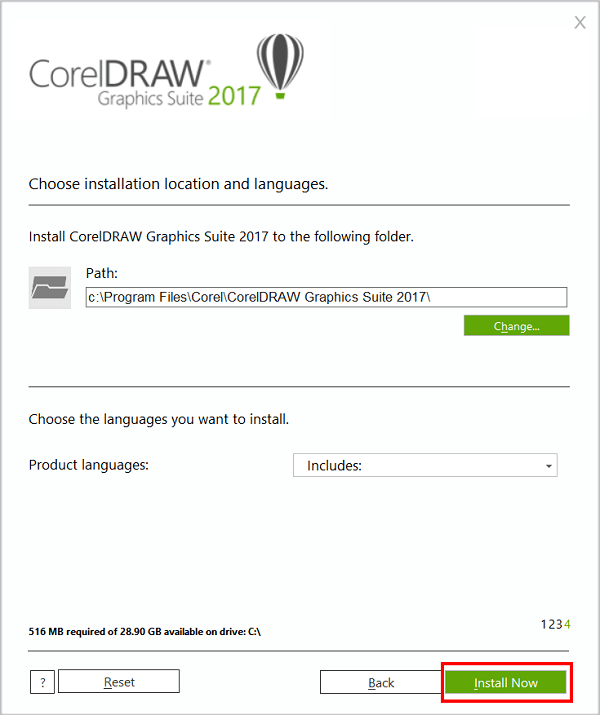 X
CorelDRAW®
Graphics Suite 2017
Choose installation location and languages.
Install CorelDRAW Graphics Suite 2017 to the following folder.
Path:
c:\Program Files\Corel\CorelDRAW Graphics Suite 2017\
Change...
Choose the languages you want to install.
Product languages:
Includes:
1234
516 MB required of 28.90 GB available on drive: C:\
?
Reset
Back
Install Now